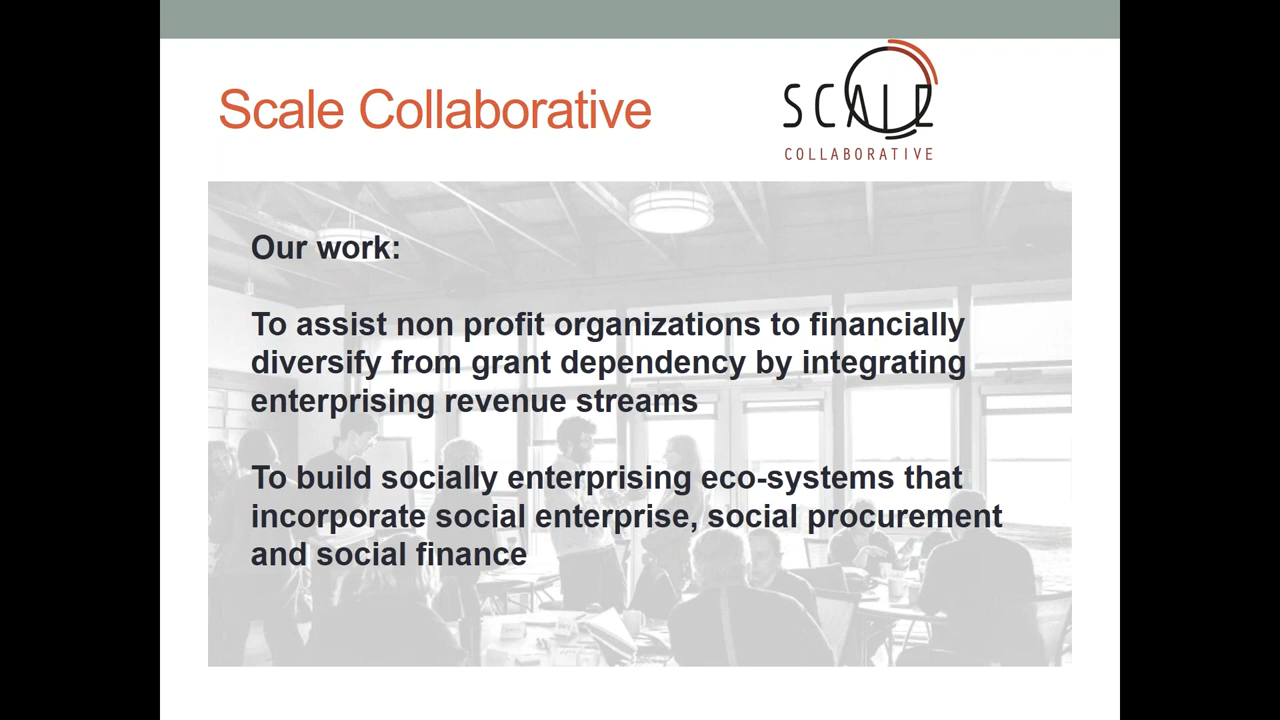 Scale Collaborative
SCALE
COLLABORATIVE
Our work:
To assist non profit organizations to financially
diversify from grant dependency by integrating
enterprising revenue streams
To build socially enterprising eco-systems that
incorporate social enterprise, social procurement
and social finance